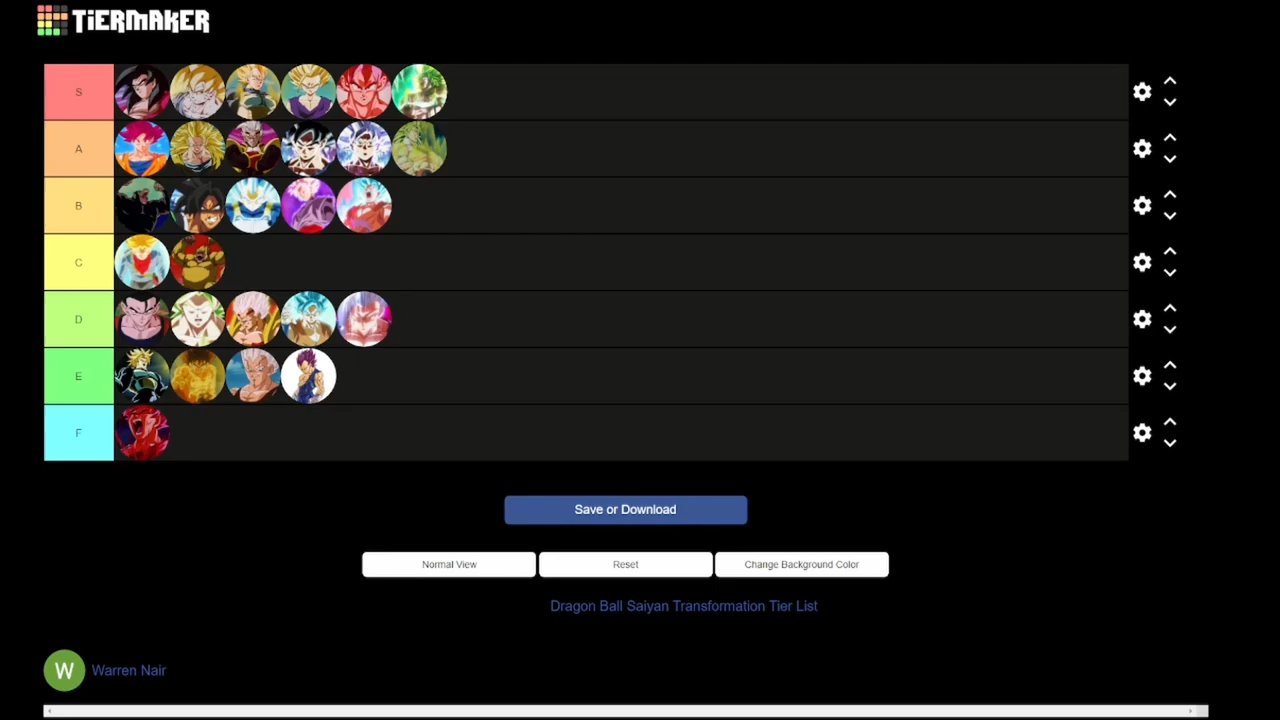 TiERMAKER
S
A
B
C
D
E
F
Save or Download
Normal View
Reset
Change Background Color
Dragon Ball Saiyan Transformation Tier List
W
Warren Nair